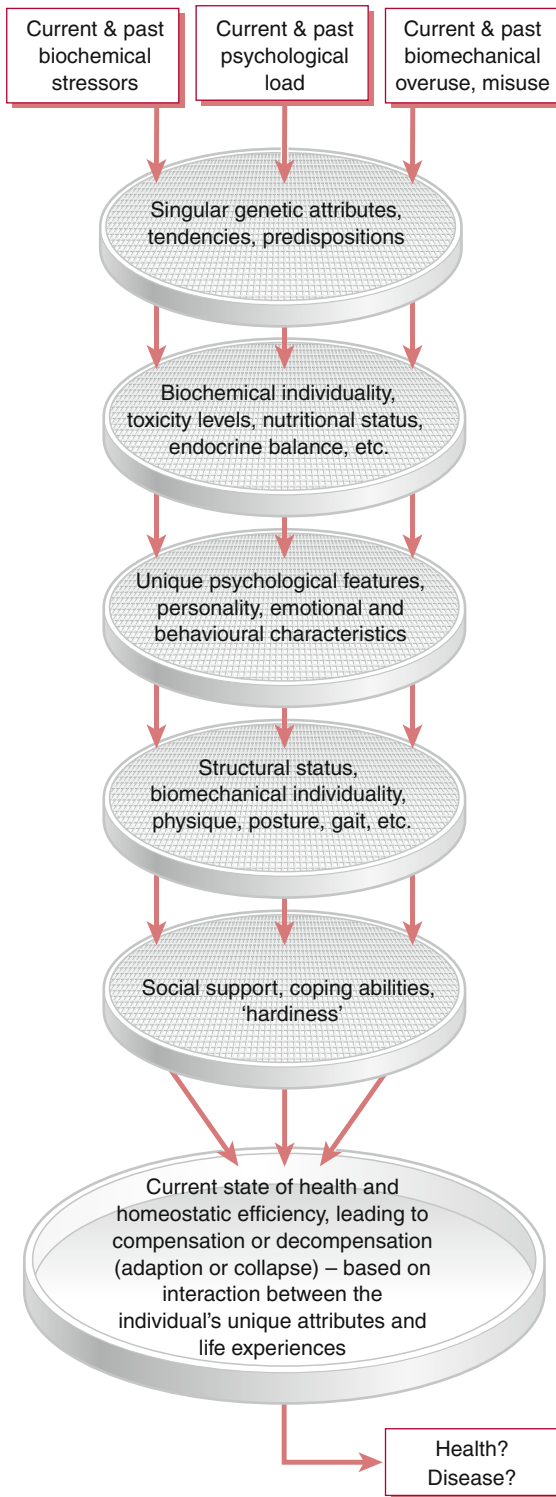 Current & past
biochemical
stressors
Current & past
psychological
load
Current & past
biomechanical
overuse, misuse
Singular genetic attributes,
tendencies, predispositions
Biochemical individuality,
toxicity levels, nutritional status,
endocrine balance, etc.
Unique psychological features,
personality, emotional and
behavioural characteristics
Structural status,
biomechanical individuality,
physique, posture, gait, etc.
Social support, coping abilities,
‘hardiness’
Current state of health and
homeostatic efficiency, leading to
compensation or decompensation
(adaption or collapse) – based on
interaction between the
individual’s unique attributes and
life experiences
Health?
Disease?